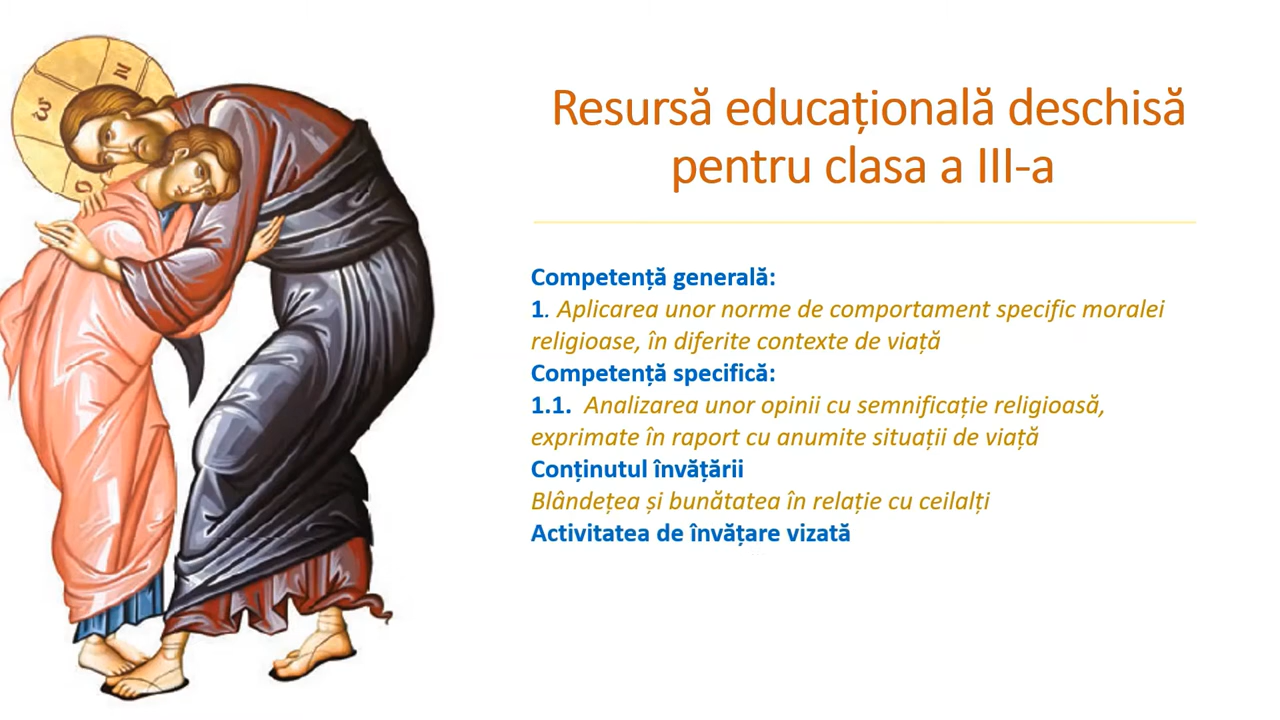 ω Ν
Ο
Resursă educațională deschisă
pentru clasa a III-a
Competență generală:
1. Aplicarea unor norme de comportament specific moralei
religioase, în diferite contexte de viață
Competență specifică:
1.1. Analizarea unor opinii cu semnificație religioasă,
exprimate în raport cu anumite situații de viață
Conținutul învățării
Blândețea și bunătatea în relație cu ceilalți
Activitatea de învățare vizată